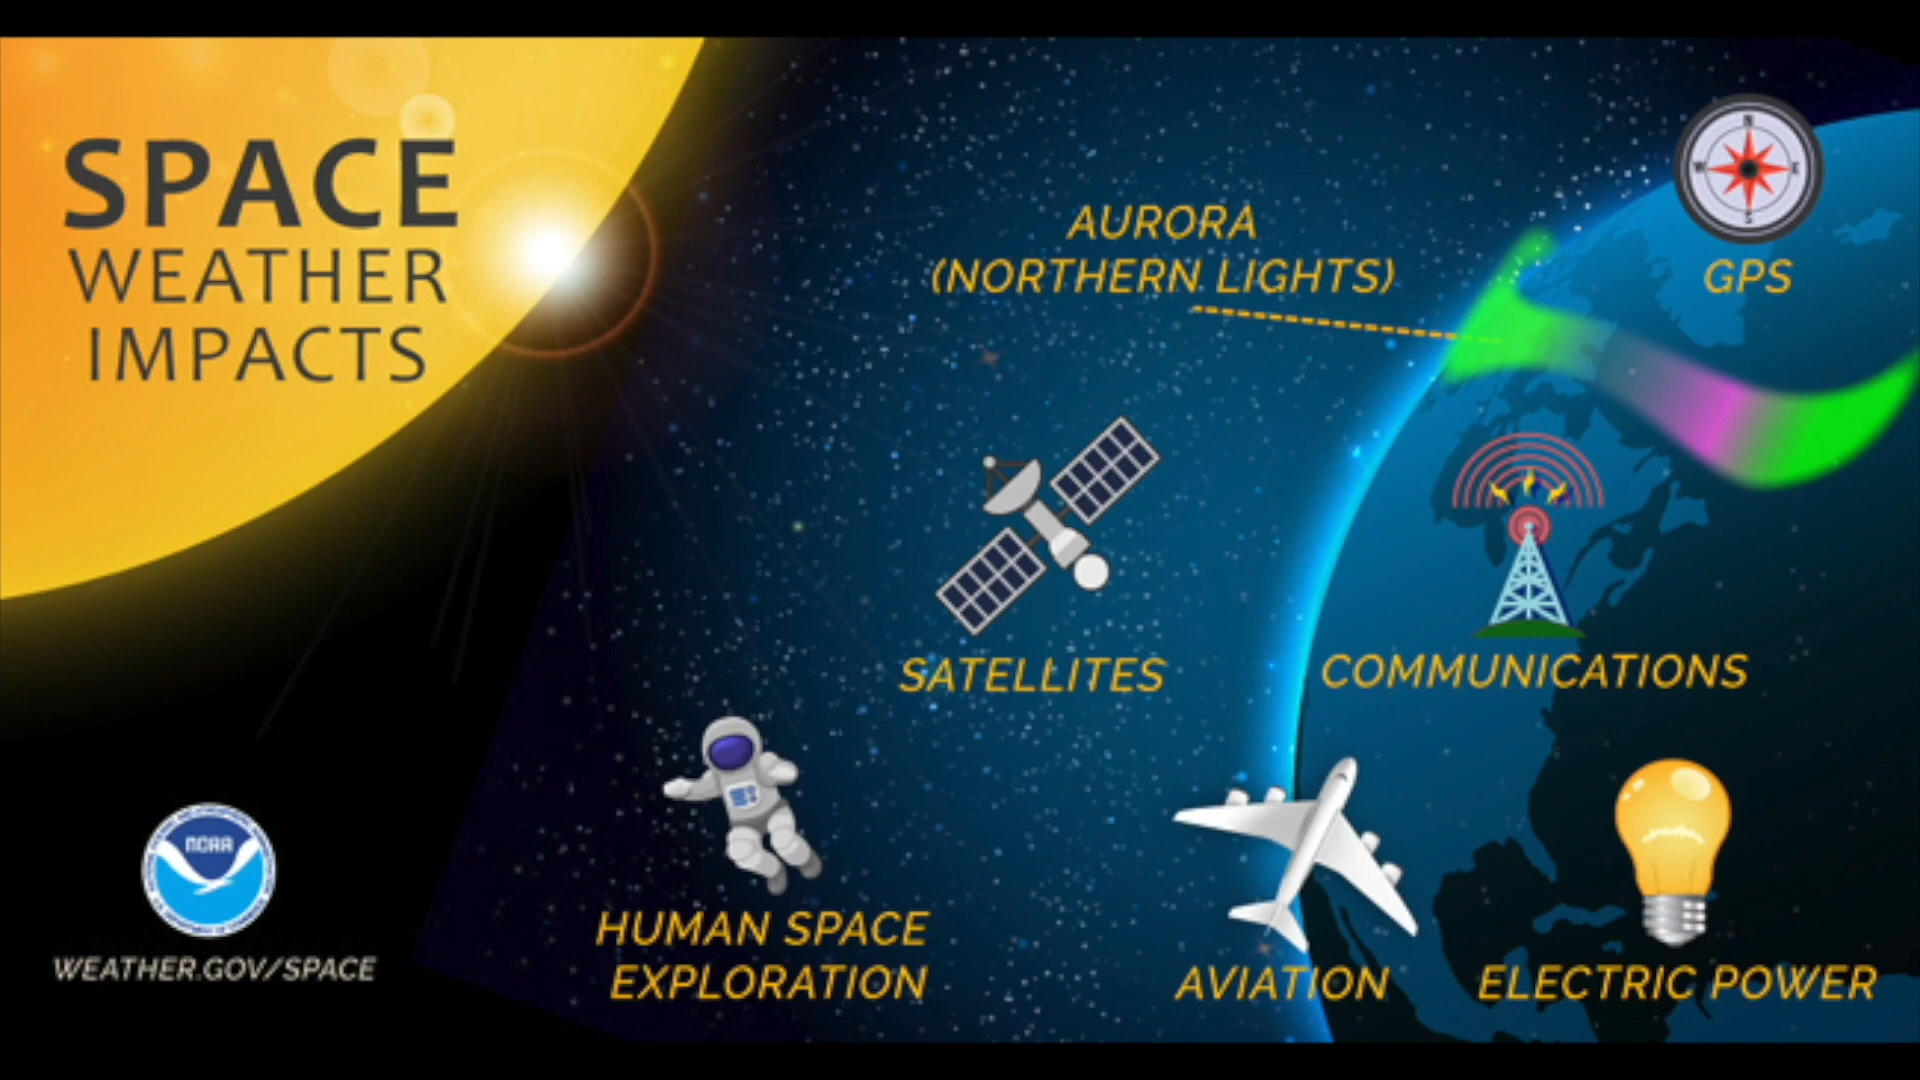 SPACE
WEATHER
IMPACTS
AURORA
(NORTHERN LIGHTS)
N
W
E
S
GPS
SATELLITES
COMMUNICATIONS
HUMAN SPACE
EXPLORATION
AVIATION
ELECTRIC POWER
NOAA
WEATHER.GOV/SPACE